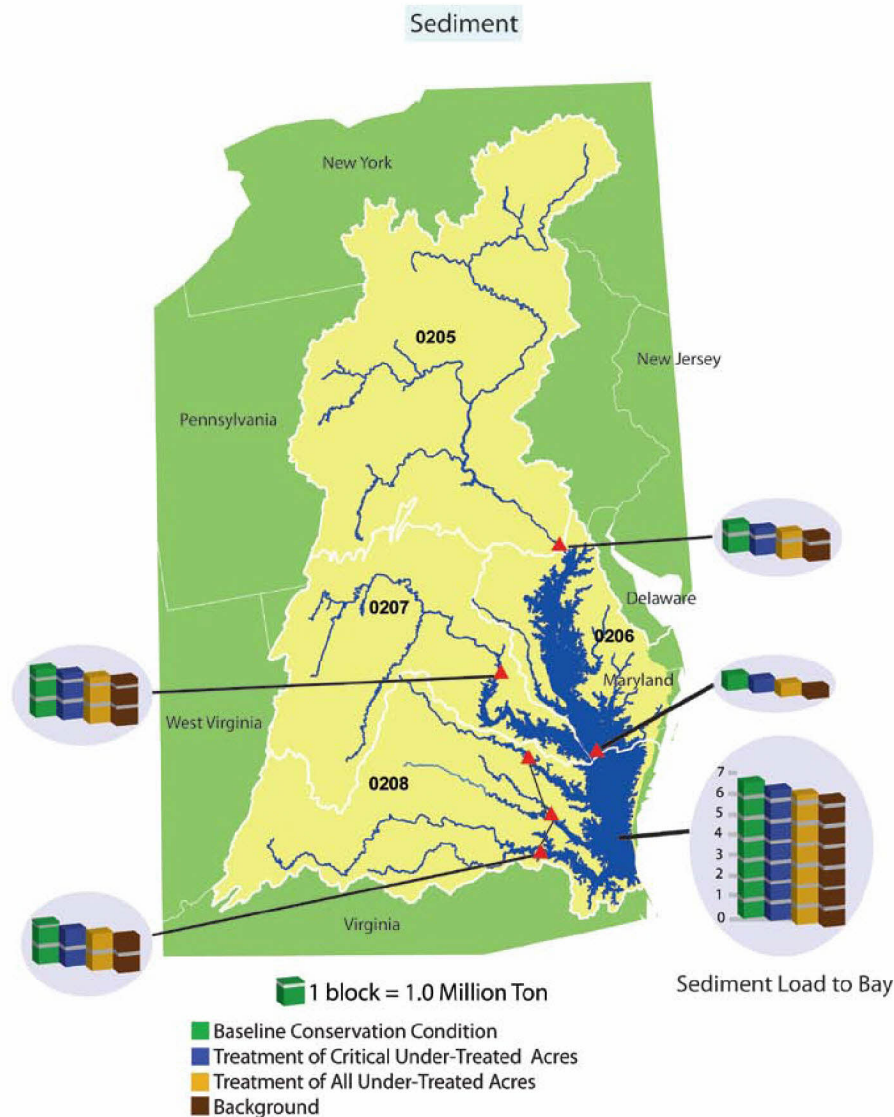 Sediment
New York
0205
New Jersey
Pennsylvania
Delaware
0207
0206
Maryland
West Virginia
0208
7
6
5
4
3
2
1
0
Virginia
Sediment Load to Bay
1 block = 1.0 Million Ton
Baseline Conservation Condition
Treatment of Critical Under-Treated Acres
Treatment of All Under-Treated Acres
Background